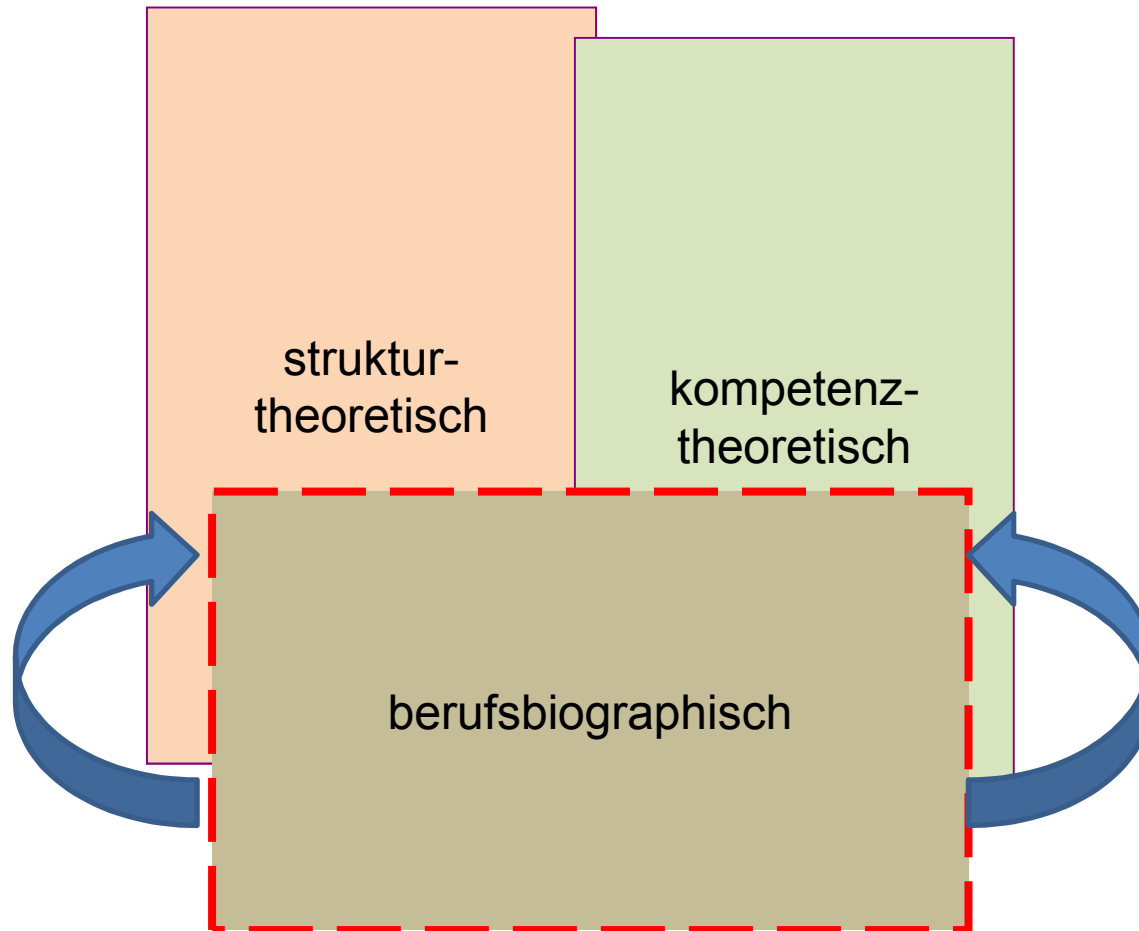 struktur-
theoretisch
kompetenz-
theoretisch
berufsbiographisch